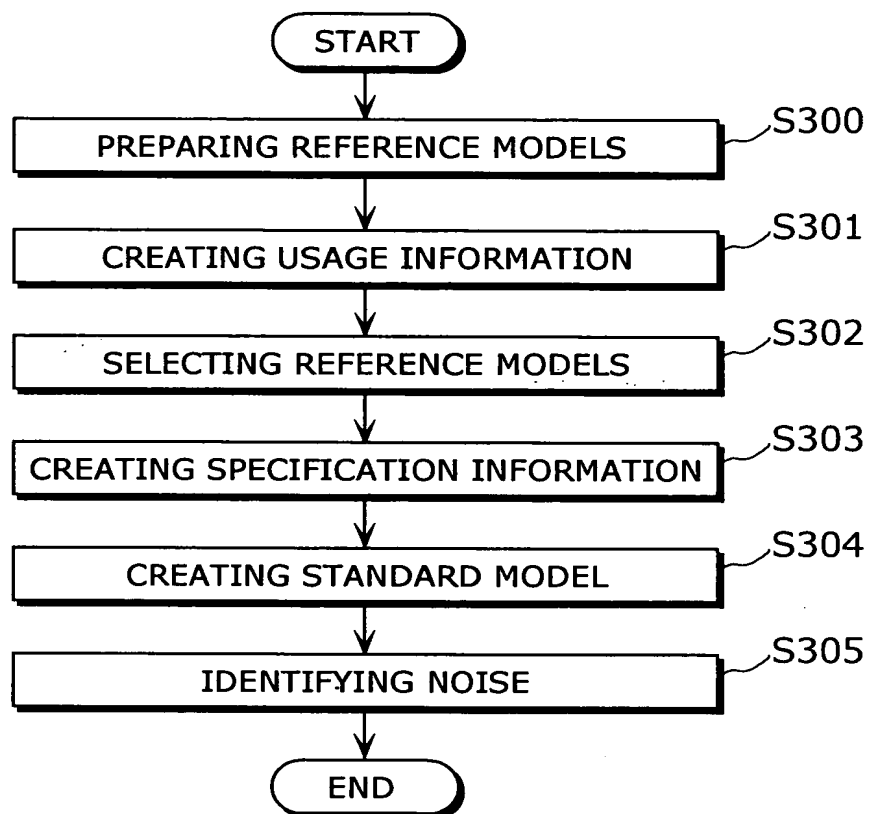 START
PREPARING REFERENCE MODELS
S300
CREATING USAGE INFORMATION
S301
SELECTING REFERENCE MODELS
S302
CREATING SPECIFICATION INFORMATION
S303
CREATING STANDARD MODEL
S304
IDENTIFYING NOISE
S305
END